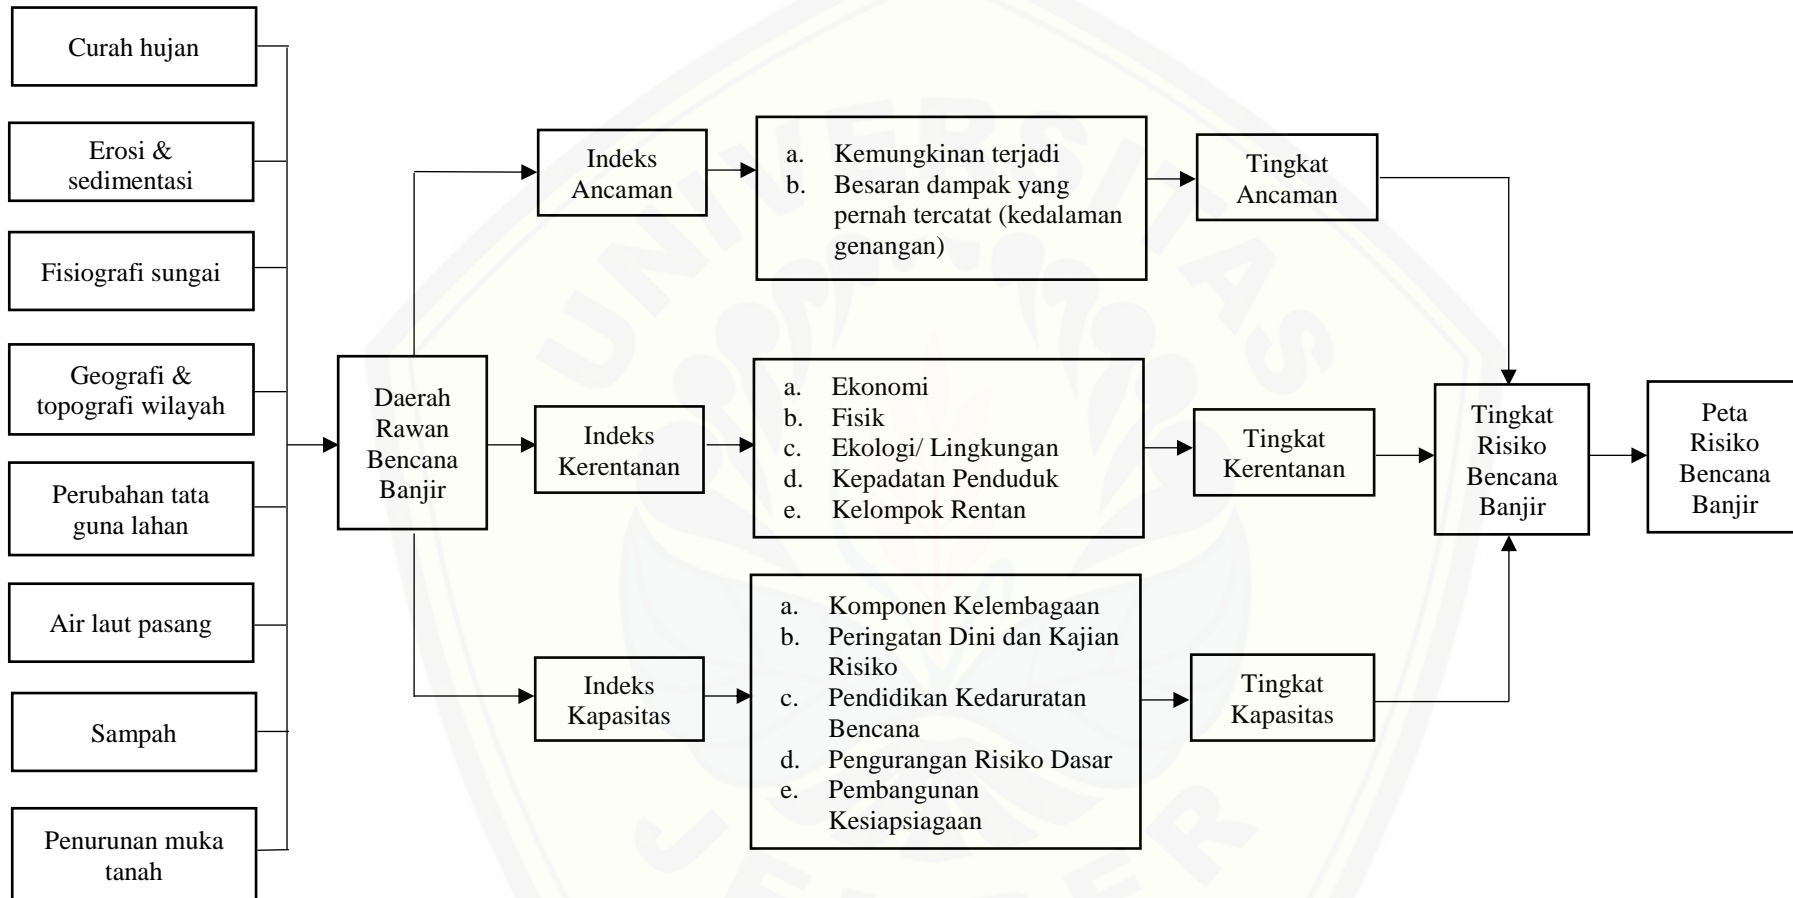 Curah hujan
Erosi &
sedimentasi
Fisiografi sungai
Geografi &
topografi wilayah
Perubahan tata
guna lahan
Air laut pasang
Sampah
Penurunan muka
tanah
Daerah
Rawan
Bencana
Banjir
Indeks
Ancaman
a. Kemungkinan terjadi
b. Besaran dampak yang
pernah tercatat (kedalaman
genangan)
Tingkat
Ancaman
Indeks
Kerentanan
a. Ekonomi
b. Fisik
c. Ekologi/ Lingkungan
d. Kepadatan Penduduk
e. Kelompok Rentan
Tingkat
Kerentanan
Indeks
Kapasitas
a. Komponen Kelembagaan
b. Peringatan Dini dan Kajian
Risiko
c. Pendidikan Kedaruratan
Bencana
d. Pengurangan Risiko Dasar
e. Pembangunan
Kesiapsiagaan
Tingkat
Kapasitas
Tingkat
Risiko
Bencana
Banjir
Peta
Risiko
Bencana
Banjir
UNIVERSITAS
JEMBER